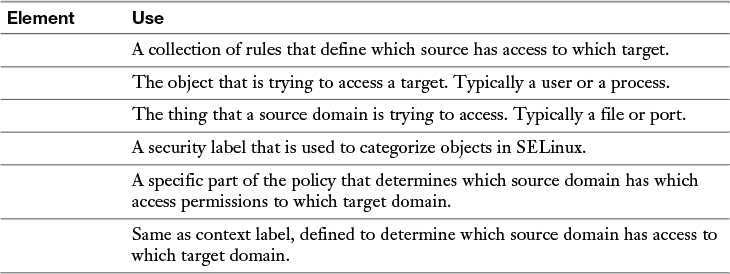 Element Use
A collection of rules that define which source has access to which target.
The object that is trying to access a target. Typically a user or a process.
The thing that a source domain is trying to access. Typically a file or port.
A security label that is used to categorize objects in SELinux.
A specific part of the policy that determines which source domain has which
access permissions to which target domain.
Same as context label, defined to determine which source domain has access to
which target domain.